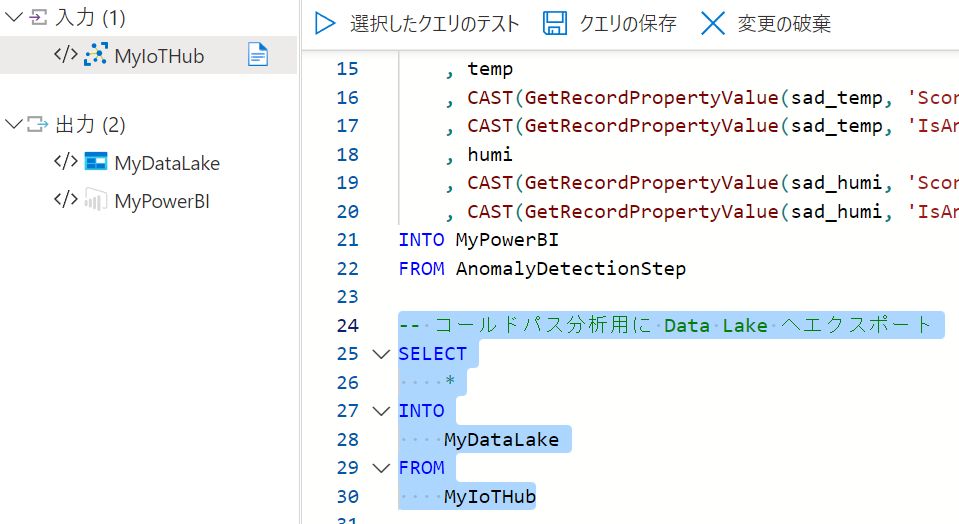 入力 (1)
</> MyIoTHub
出力 (2)
</> MyDataLake
</> MyPowerBI
選択したクエリのテスト クエリの保存 変更の破棄
15 , temp
16 , CAST(GetRecordPropertyValue(sad_temp, 'Scor
17 , CAST(GetRecordPropertyValue(sad_temp, 'IsAn
18 , humi
19 , CAST(GetRecordPropertyValue(sad_humi, 'Scor
20 , CAST(GetRecordPropertyValue(sad_humi, 'IsAn
21 INTO MyPowerBI
22 FROM AnomalyDetectionStep
23
24 -- コールドパス分析用に Data Lake へエクスポート
25 SELECT
26 *
27 INTO
28 MyDataLake
29 FROM
30 MyIoTHub
31